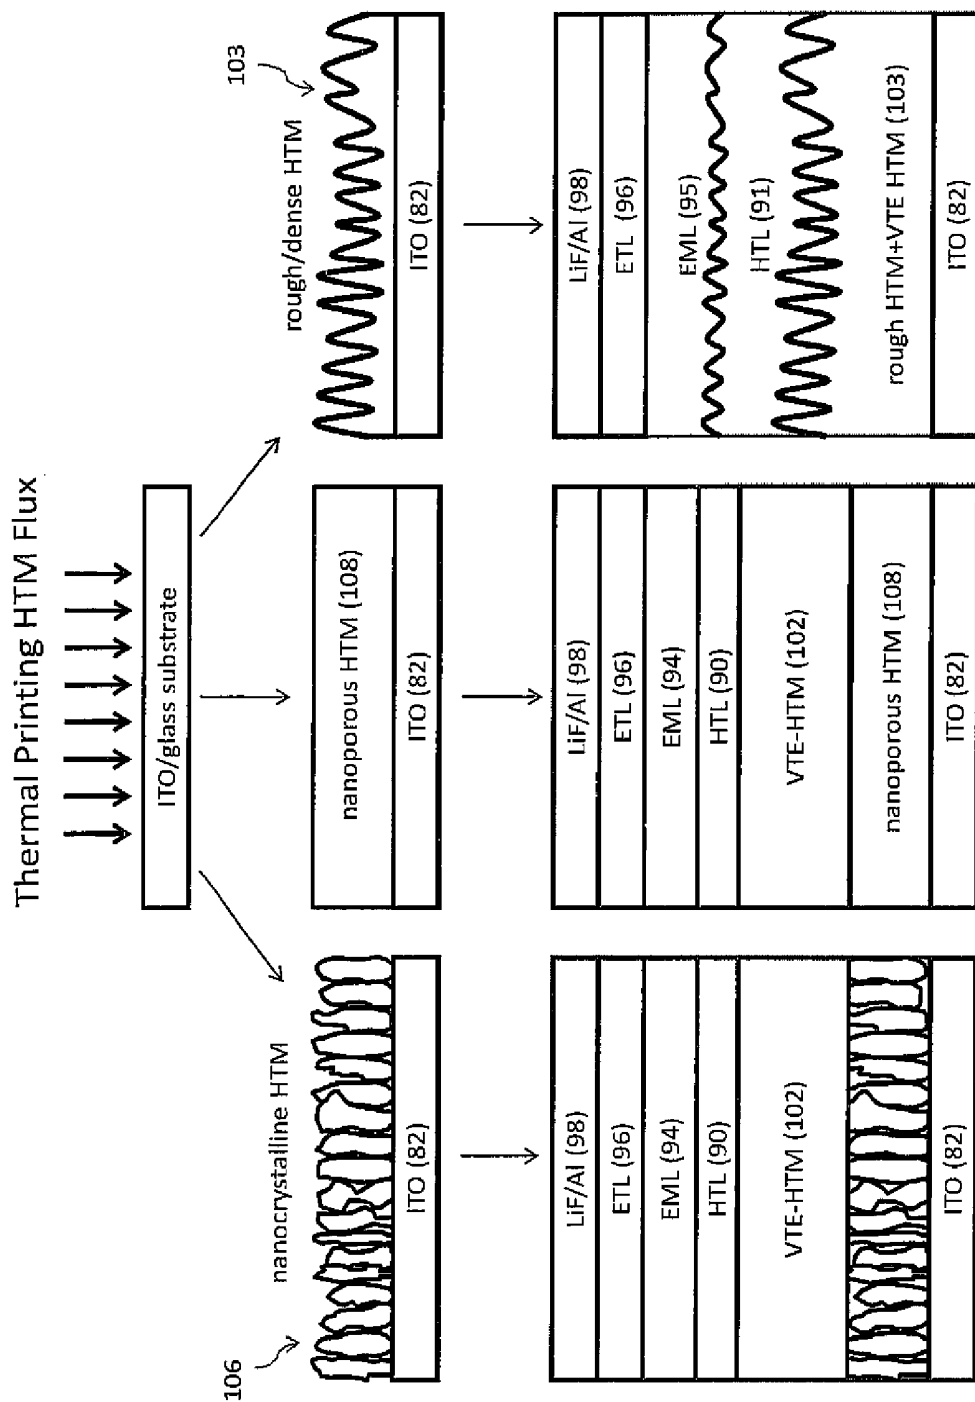 Thermal Printing HTM Flux
ITO/glass substrate
106
nanocrystalline HTM
ITO (82)
nanoporous HTM (108)
ITO (82)
rough/dense HTM
103
ITO (82)
LiF/Al (98)
ETL (96)
EML (94)
HTL (90)
VTE-HTM (102)
ITO (82)
LiF/Al (98)
ETL (96)
EML (94)
HTL (90)
VTE-HTM (102)
nanoporous HTM (108)
ITO (82)
LiF/Al (98)
ETL (96)
EML (95)
HTL (91)
rough HTM+VTE HTM (103)
ITO (82)